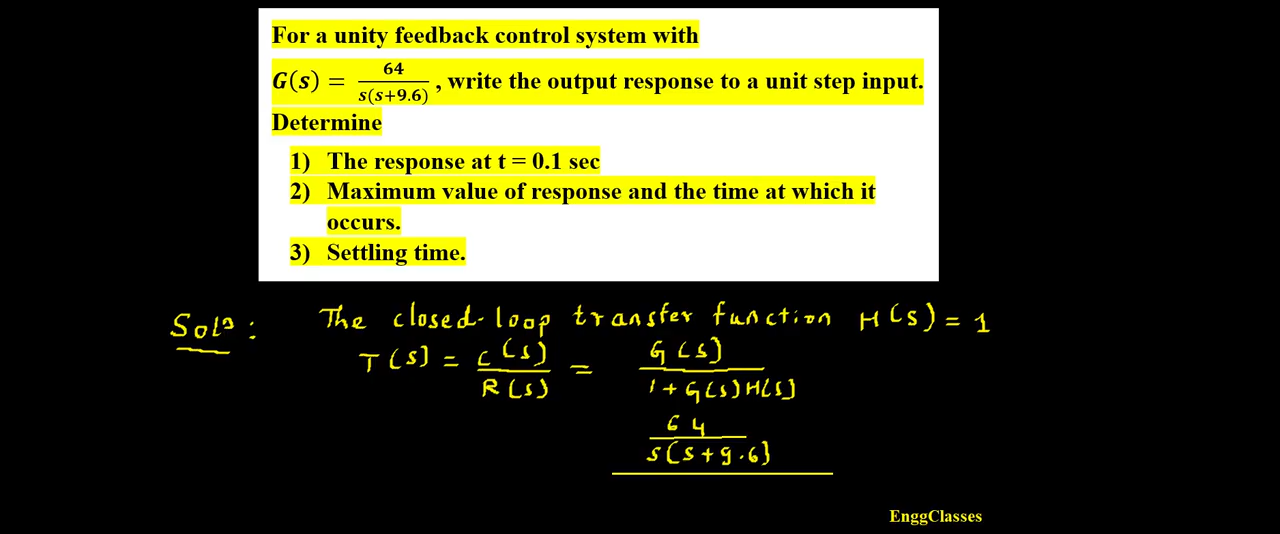 For a unity feedback control system with
G(s) = 64 / s(s+9.6) , write the output response to a unit step input.
Determine
1) The response at t = 0.1 sec
2) Maximum value of response and the time at which it
occurs.
3) Settling time.
Solⁿ : The closed-loop transfer function H(s) = 1
T(s) = C(s) / R(s) = G(s) / 1 + G(s)H(s)
64 / s(s+9.6)
EnggClasses